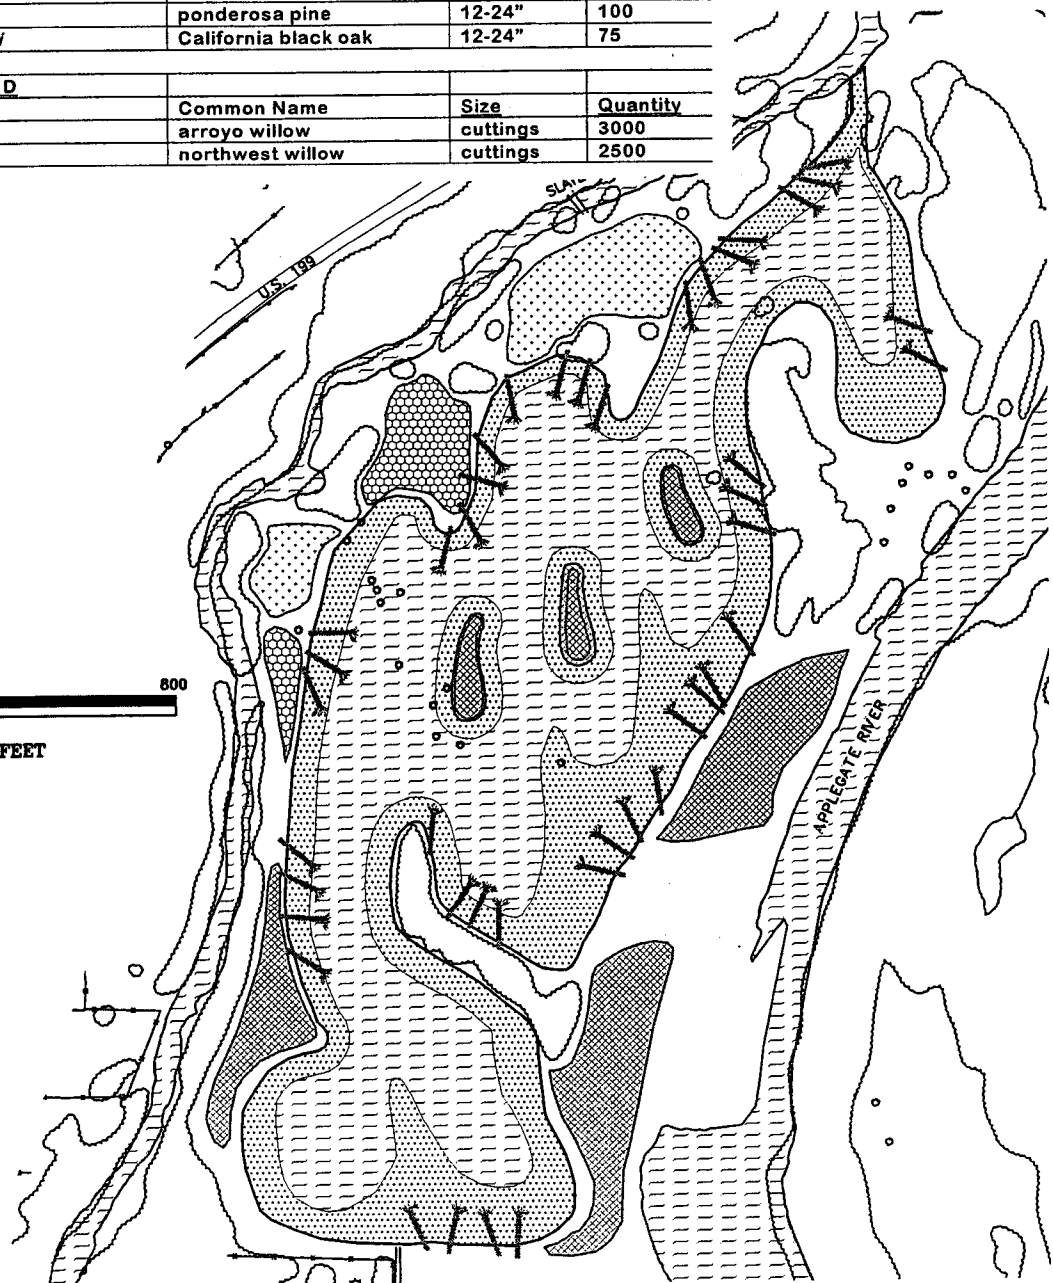 ponderosa pine 12-24" 100
California black oak 12-24" 75
D
Common Name Size Quantity
arroyo willow cuttings 3000
northwest willow cuttings 2500
U.S. 199
800
FEET
APPLEGATE RIVER